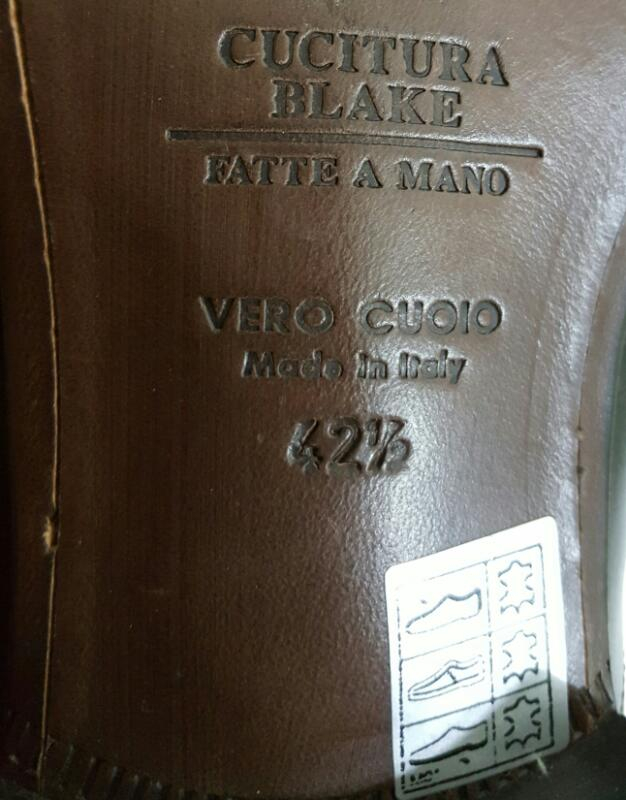 CUCITURA
BLAKE
FATTE A MANO
VERO CUOIO
Made in Italy
42½